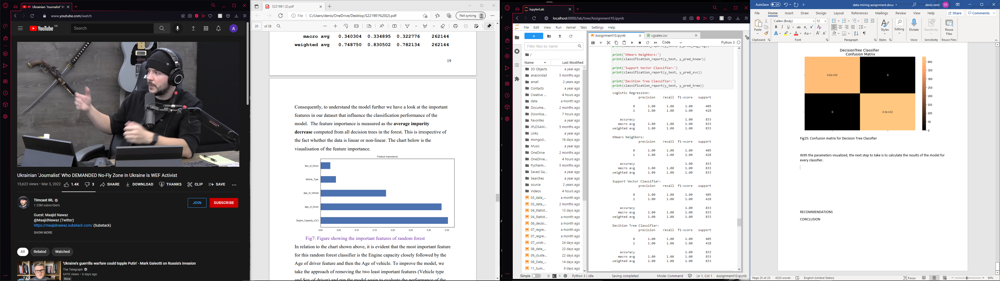 Ukrainian 'Journalist' W
www.youtube.com/watch
YouTube GB
Search
A
Ukrainian 'Journalist' Who DEMANDED No-Fly Zone In Ukraine Is WEF Activist
15,622 views • Mar 3, 2022
1.4K
3
SHARE
DOWNLOAD
THANKS
CLIP
SAVE
Timcast IRL
1.25M subscribers
JOIN
SUBSCRIBE
Guest: Maajid Nawaz
@MaajidNawaz (Twitter)
https://maajidnawaz.substack.com/ (Substack)
SHOW MORE
All
Related
Watched
'Ukraine's guerrilla warfare could topple Putin' - Mark Galeotti on Russia's invasion
The Telegraph
641K views • 6 days ago
New
S221981 (2).pdf
File
C:/Users/denis/OneDrive/Desktop/S221981%20(2).pdf
Not syncing
20 of 28
macro avg 0.340304 0.334895 0.322776 262144
weighted avg 0.748750 0.830502 0.782134 262144
19
Consequently, to understand the model further we have a look at the important
features in our dataset that influence the classification performance of the
model. The feature importance is measured as the average impurity
decrease computed from all decision trees in the forest. This is irrespective of
the fact whether the data is linear or non-linear. The chart below is the
visualisation of the feature importance.
Feature importance
Sex_of_Driver
Vehicle_Type
Age_of_Vehicle
Age_of_Driver
Engine_Capacity_(CC)
0.00 0.05 0.10 0.15 0.20 0.25 0.30 0.35
Fig7: Figure showing the important features of random forest
In relation to the chart shown above, it is evident that the most important feature
for this random forest classifier is the Engine capacity closely followed by the
Age of driver feature and then the Age of vehicle. To improve the model, we
take the approach of removing the two least important features (Vehicle type
and Sex of driver) and run the model again to evaluate the performance of the
JupyterLab
localhost:8888/lab/tree/Assignment10.ipynb
File Edit View Run Kernel Tabs Settings Help
Filter files by name
/
Name Last Modified
3D Objects a year ago
anaconda3 5 months ago
ansel 2 years ago
Contacts a year ago
Creative ... 4 hours ago
data a month ago
Docume... 2 months ago
Downloa... 7 hours ago
Favorites a year ago
IPLDSAM... 5 months ago
Links a year ago
mongod... 16 days ago
Music a year ago
OneDrive 2 months ago
OneDrive... 4 hours ago
Pycharm... 5 months ago
Saved Ga... a year ago
Searches a year ago
source 2 years ago
Videos 4 hours ago
03_data_... a month ago
03_data_... 2 months ago
04_Statist... 13 days ago
04_Statist... a month ago
06_decisi... a month ago
07_regre... a month ago
07_regre... a month ago
07_unstr... 24 days ago
08_data_... 23 days ago
09_cluste... 22 days ago
09_Data_... 14 days ago
11_Sum... 9 days ago
Assignment10.ipynb
vgsales.csv
Code
Python 3
print(classification_report(y_test, y_pred_log_reg))
print('KNears Neighbors:')
print(classification_report(y_test, y_pred_knear))
print('Support Vector Classifier:')
print(classification_report(y_test, y_pred_svc))
print('Decition Tree Classifier:')
print(classification_report(y_test, y_pred_tree))
Logistic Regression:
precision recall f1-score support
0 1.00 1.00 1.00 405
1 1.00 1.00 1.00 428
accuracy 1.00 833
macro avg 1.00 1.00 1.00 833
weighted avg 1.00 1.00 1.00 833
KNears Neighbors:
precision recall f1-score support
0 1.00 1.00 1.00 405
1 1.00 1.00 1.00 428
accuracy 1.00 833
macro avg 1.00 1.00 1.00 833
weighted avg 1.00 1.00 1.00 833
Support Vector Classifier:
precision recall f1-score support
0 1.00 1.00 1.00 405
1 1.00 1.00 1.00 428
accuracy 1.00 833
macro avg 1.00 1.00 1.00 833
weighted avg 1.00 1.00 1.00 833
Decition Tree Classifier:
precision recall f1-score support
0 1.00 1.00 1.00 405
1 1.00 1.00 1.00 428
accuracy 1.00 833
macro avg 1.00 1.00 1.00 833
weighted avg 1.00 1.00 1.00 833
Simple 0 1 Python 3 | Idle Saving completed Mode: Command Ln 1, Col 1 Assignment10.ipynb
AutoSave Off
data mining assignment.docx
denis remi
DR
File Home Insert Draw Design Layout References Mailings Review View Help Share Comments
Calibri (Body) 12
Paste
Styles
Editing
Dictate
Sensitivity
Reuse Files
Clipboard Font Paragraph Styles Voice Sensitivity Reuse Files
DecisionTree Classifier
Confusion Matrix
4.0e+02
0
0
4.3e+02
400
350
300
250
200
150
100
50
0
Fig25: Confusion matrix for Decision Tree Classifier
With the parameters visualized, the next step to take is to calculate the results of the model for
every classifier.
RECOMMENDATIONS
CONCLUSION
Page 25 of 25 4325 words English (United States) Focus 90%